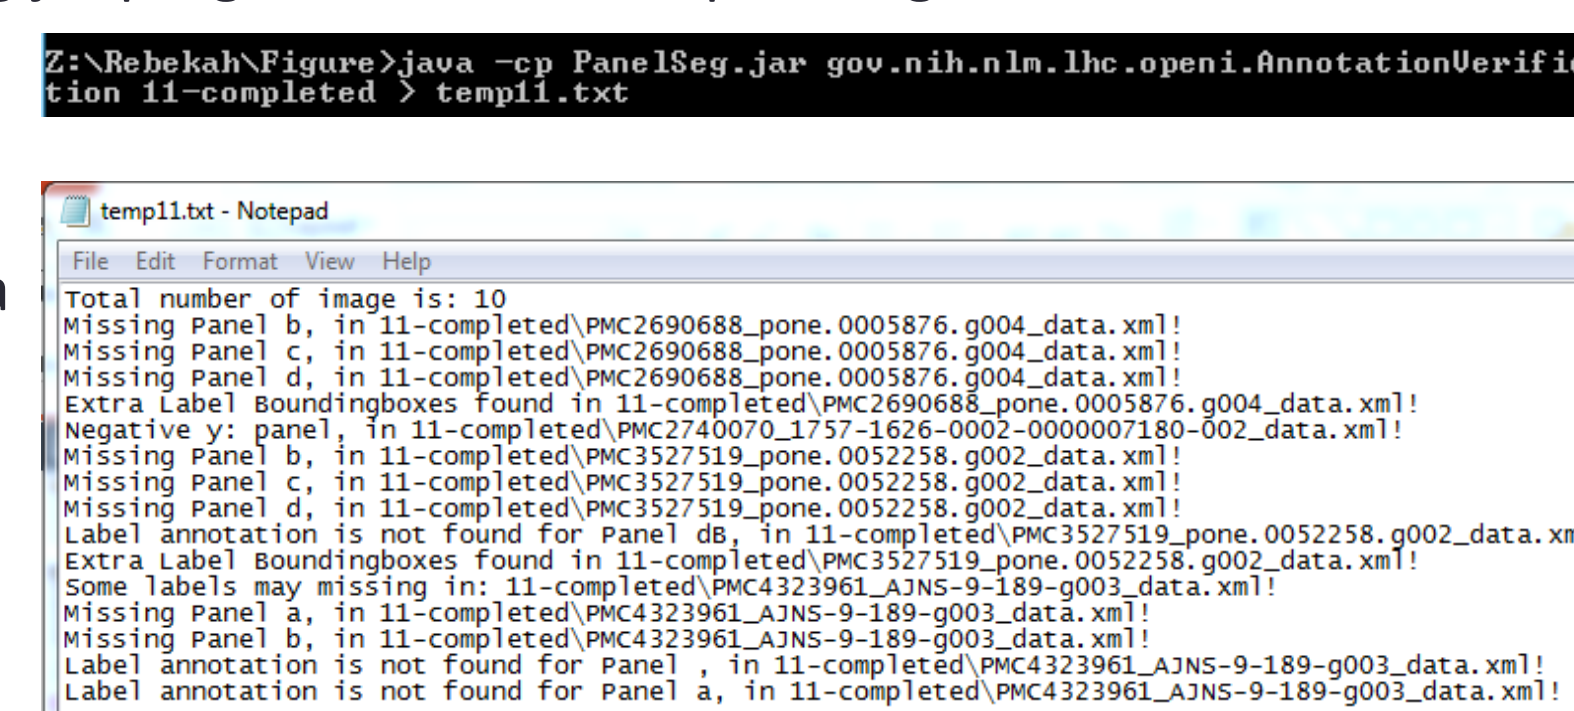 Z:\Rebekah\Figure>java -cp PanelSeg.jar gov.nih.nlm.lhc.openi.AnnotationVerific
tion 11-completed > temp11.txt
temp11.txt - Notepad
File Edit Format View Help
Total number of image is: 10
Missing Panel b, in 11-completed\PMC2690688_pone.0005876.g004_data.xml!
Missing Panel c, in 11-completed\PMC2690688_pone.0005876.g004_data.xml!
Missing Panel d, in 11-completed\PMC2690688_pone.0005876.g004_data.xml!
Extra Label Boundingboxes found in 11-completed\PMC2690688_pone.0005876.g004_data.xml!
Negative y: panel, in 11-completed\PMC2740070_1757-1626-0002-0000007180-002_data.xml!
Missing Panel b, in 11-completed\PMC3527519_pone.0052258.g002_data.xml!
Missing Panel c, in 11-completed\PMC3527519_pone.0052258.g002_data.xml!
Missing Panel d, in 11-completed\PMC3527519_pone.0052258.g002_data.xml!
Label annotation is not found for Panel dB, in 11-completed\PMC3527519_pone.0052258.g002_data.xm
Extra Label Boundingboxes found in 11-completed\PMC3527519_pone.0052258.g002_data.xml!
Some labels may missing in: 11-completed\PMC4323961_AJNS-9-189-g003_data.xml!
Missing Panel a, in 11-completed\PMC4323961_AJNS-9-189-g003_data.xml!
Missing Panel b, in 11-completed\PMC4323961_AJNS-9-189-g003_data.xml!
Label annotation is not found for Panel , in 11-completed\PMC4323961_AJNS-9-189-g003_data.xml!
Label annotation is not found for Panel a, in 11-completed\PMC4323961_AJNS-9-189-g003_data.xml!